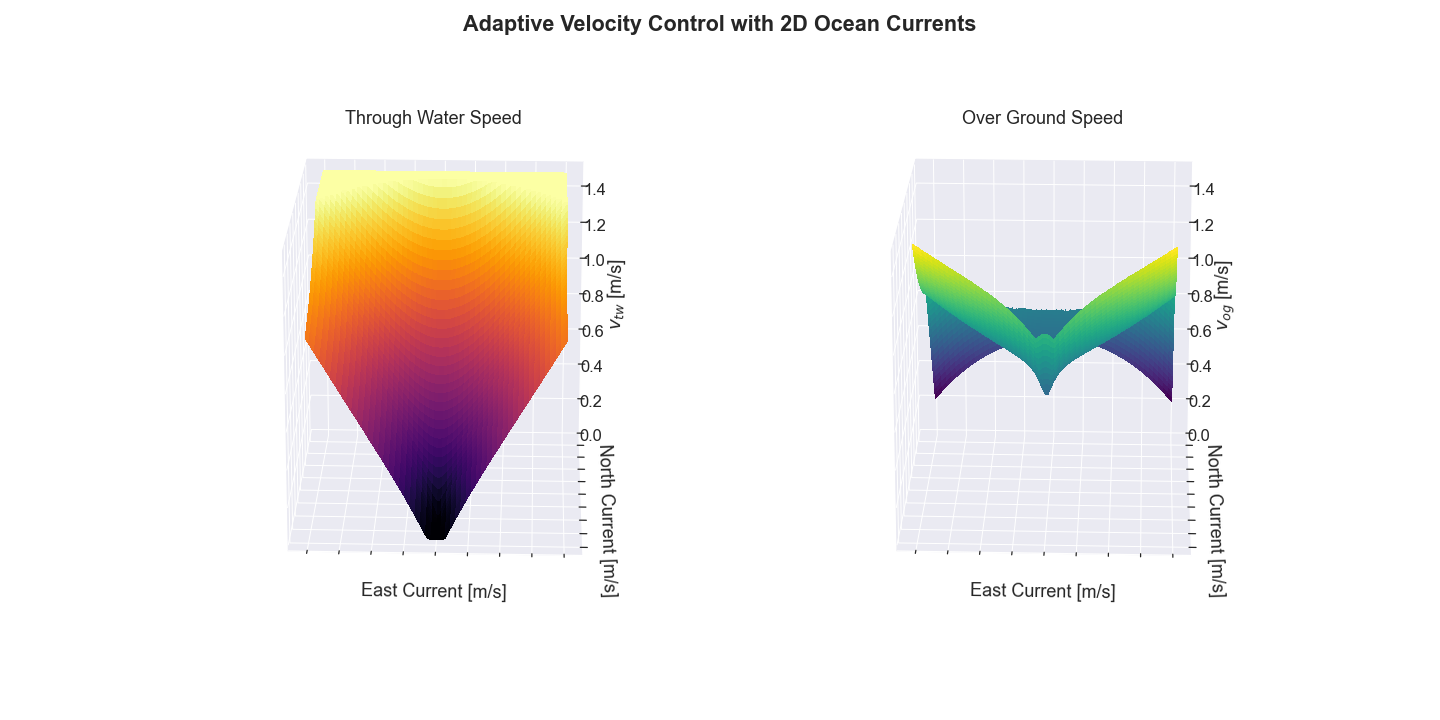 Adaptive Velocity Control with 2D Ocean Currents
Through Water Speed
1.4
1.2
1.0
0.8
0.6
0.4
0.2
0.0
v_tw [m/s]
North Current [m/s]
East Current [m/s]
Over Ground Speed
1.4
1.2
1.0
0.8
0.6
0.4
0.2
0.0
v_og [m/s]
North Current [m/s]
East Current [m/s]